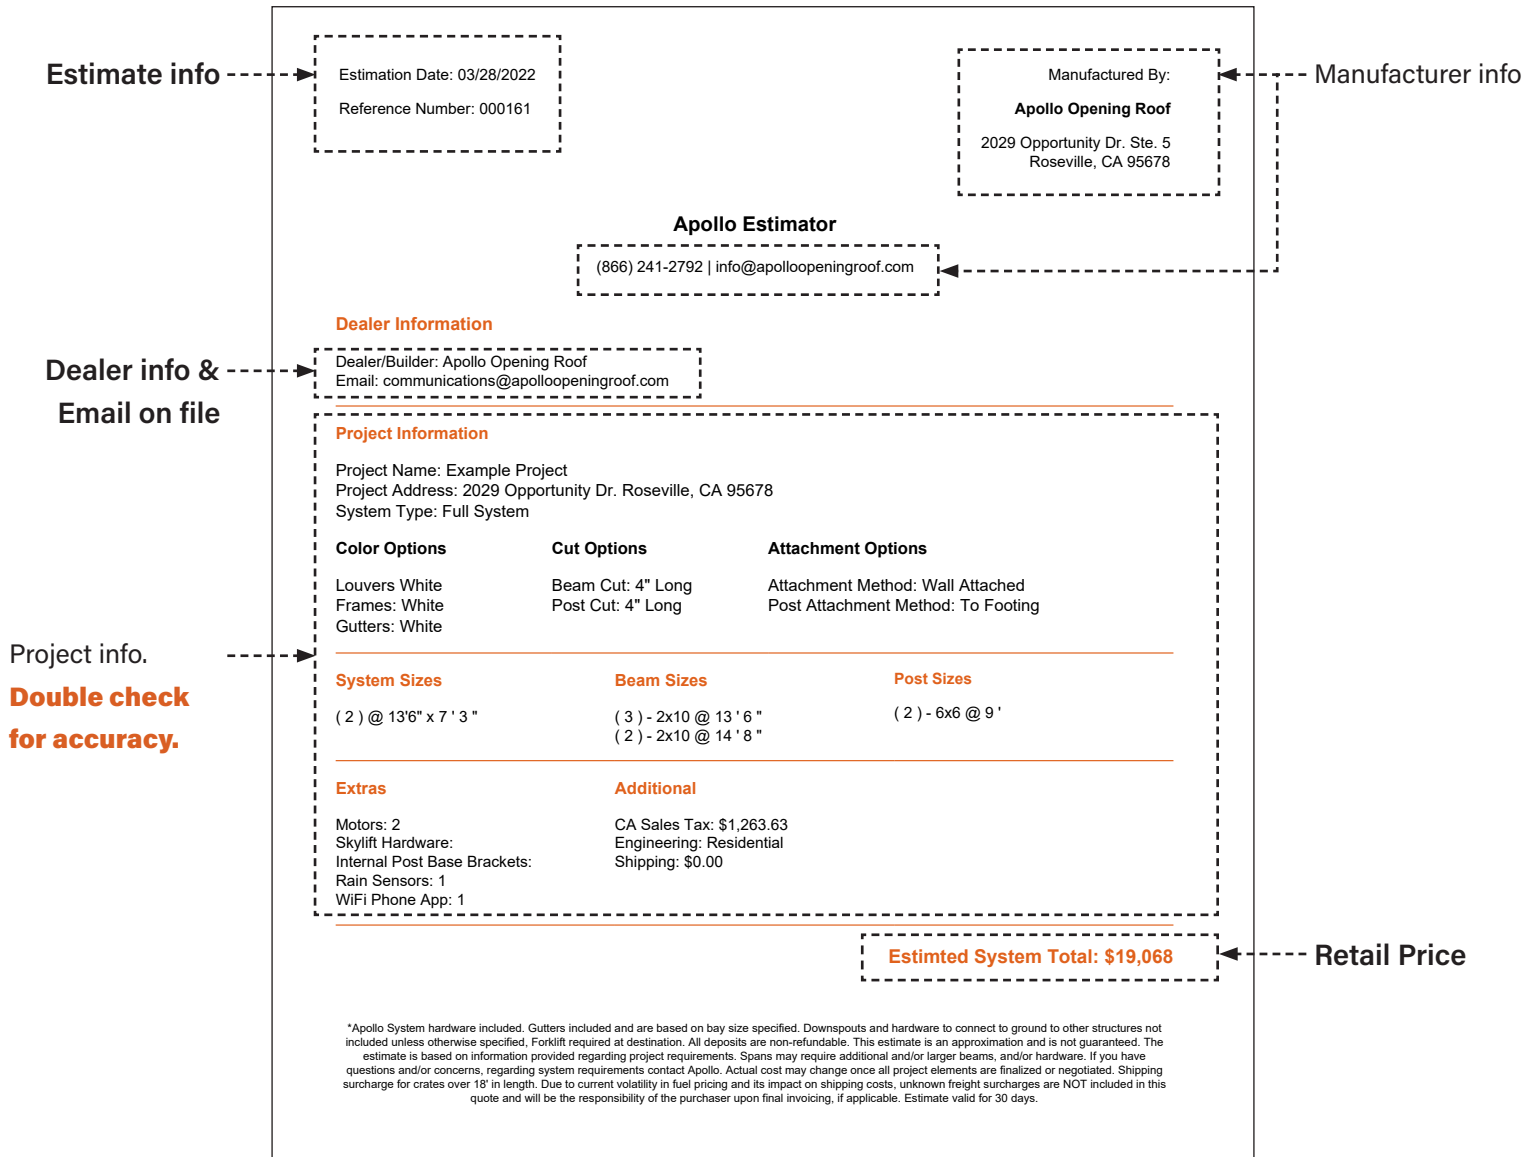 Estimate info
Estimation Date: 03/28/2022
Reference Number: 000161
Manufactured By:
Apollo Opening Roof
2029 Opportunity Dr. Ste. 5
Roseville, CA 95678
Manufacturer info
Apollo Estimator
(866) 241-2792 | info@apolloopeningroof.com
Dealer Information
Dealer info &
Email on file
Dealer/Builder: Apollo Opening Roof
Email: communications@apolloopeningroof.com
Project Information
Project Name: Example Project
Project Address: 2029 Opportunity Dr. Roseville, CA 95678
System Type: Full System
Color Options
Louvers White
Frames: White
Gutters: White
Cut Options
Beam Cut: 4" Long
Post Cut: 4" Long
Attachment Options
Attachment Method: Wall Attached
Post Attachment Method: To Footing
Project info.
Double check
for accuracy.
System Sizes
( 2 ) @ 13'6" x 7 ' 3 "
Beam Sizes
( 3 ) - 2x10 @ 13 ' 6 "
( 2 ) - 2x10 @ 14 ' 8 "
Post Sizes
( 2 ) - 6x6 @ 9 '
Extras
Motors: 2
Skylift Hardware:
Internal Post Base Brackets:
Rain Sensors: 1
WiFi Phone App: 1
Additional
CA Sales Tax: $1,263.63
Engineering: Residential
Shipping: $0.00
Estimted System Total: $19,068
Retail Price
*Apollo System hardware included. Gutters included and are based on bay size specified. Downspouts and hardware to connect to ground to other structures not
included unless otherwise specified, Forklift required at destination. All deposits are non-refundable. This estimate is an approximation and is not guaranteed. The
estimate is based on information provided regarding project requirements. Spans may require additional and/or larger beams, and/or hardware. If you have
questions and/or concerns, regarding system requirements contact Apollo. Actual cost may change once all project elements are finalized or negotiated. Shipping
surcharge for crates over 18' in length. Due to current volatility in fuel pricing and its impact on shipping costs, unknown freight surcharges are NOT included in this
quote and will be the responsibility of the purchaser upon final invoicing, if applicable. Estimate valid for 30 days.